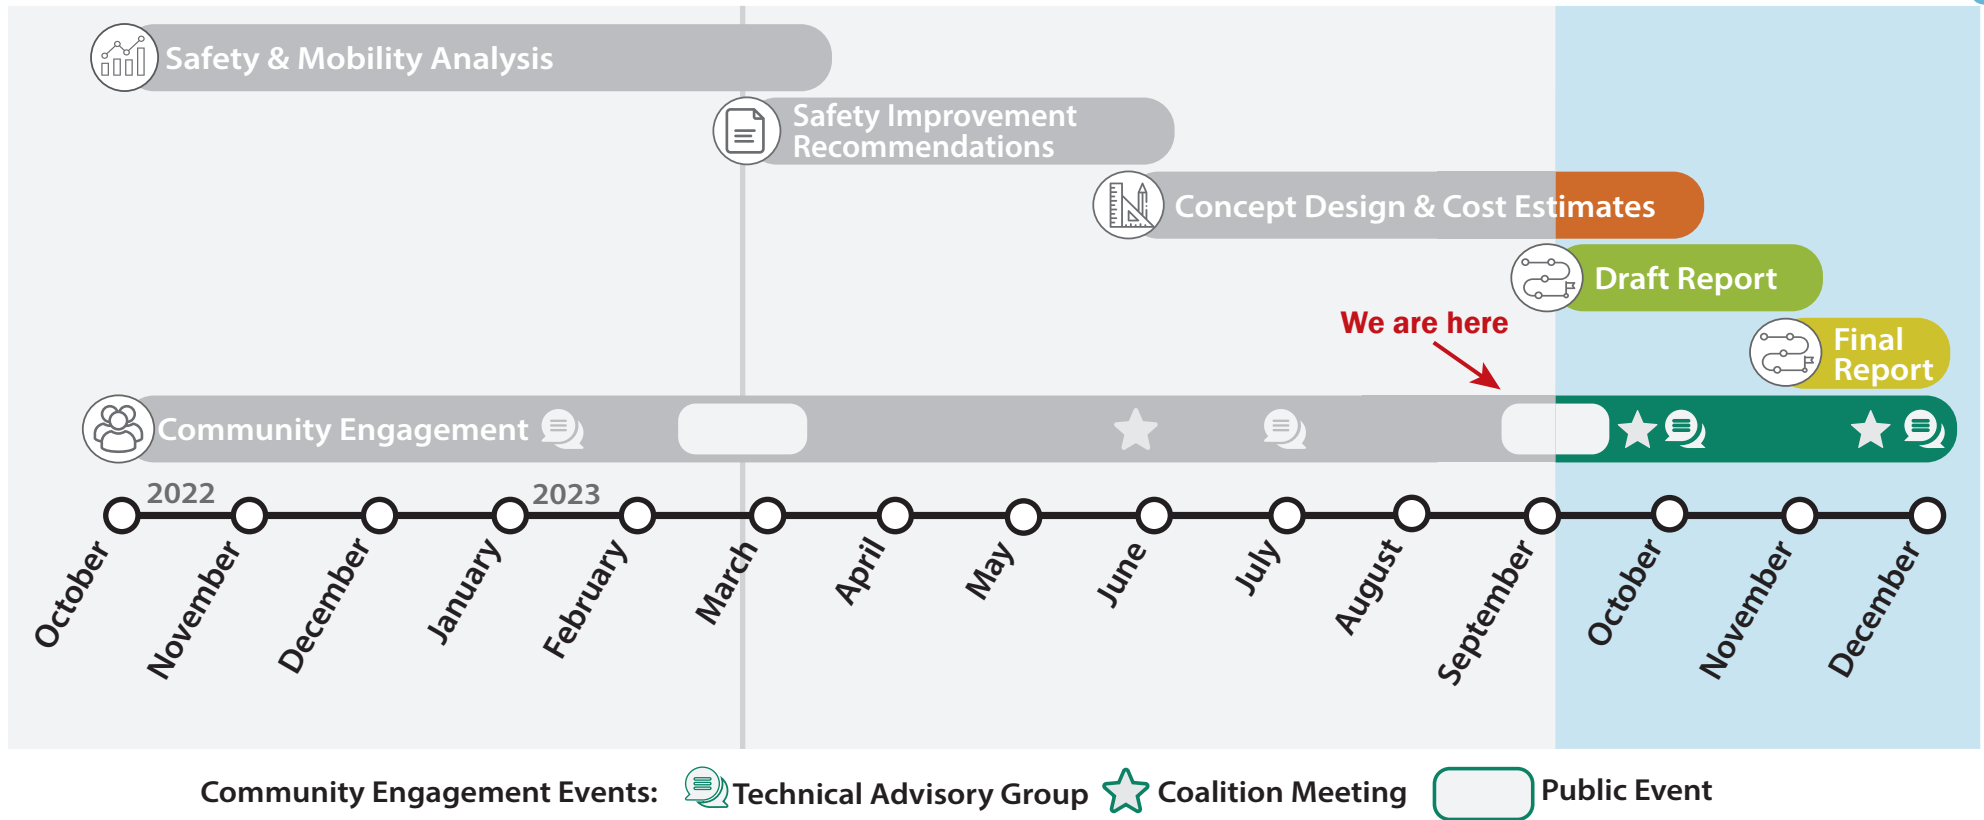 Safety & Mobility Analysis
Safety Improvement
Recommendations
Concept Design & Cost Estimates
Draft Report
We are here
Final
Report
Community Engagement
2022
2023
October
November
December
January
February
March
April
May
June
July
August
September
October
November
December
Community Engagement Events: Technical Advisory Group Coalition Meeting Public Event